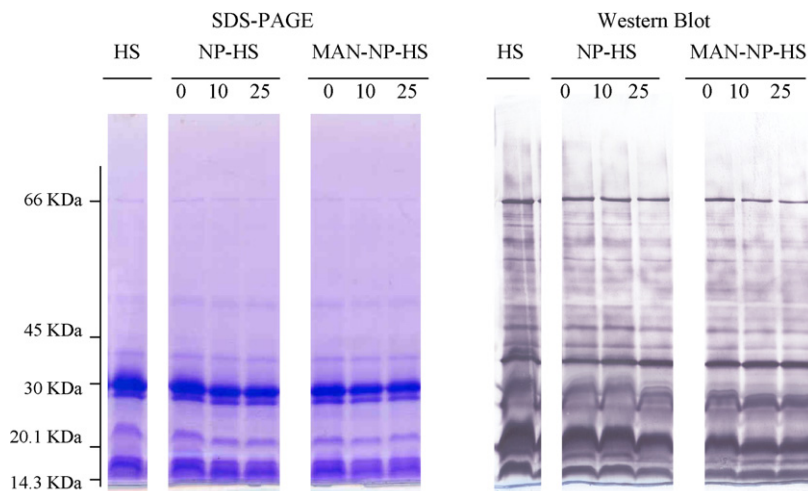 SDS-PAGE Western Blot
HS NP-HS MAN-NP-HS HS NP-HS MAN-NP-HS
0 10 25 0 10 25 0 10 25 0 10 25
66 KDa
45 KDa
30 KDa
20.1 KDa
14.3 KDa